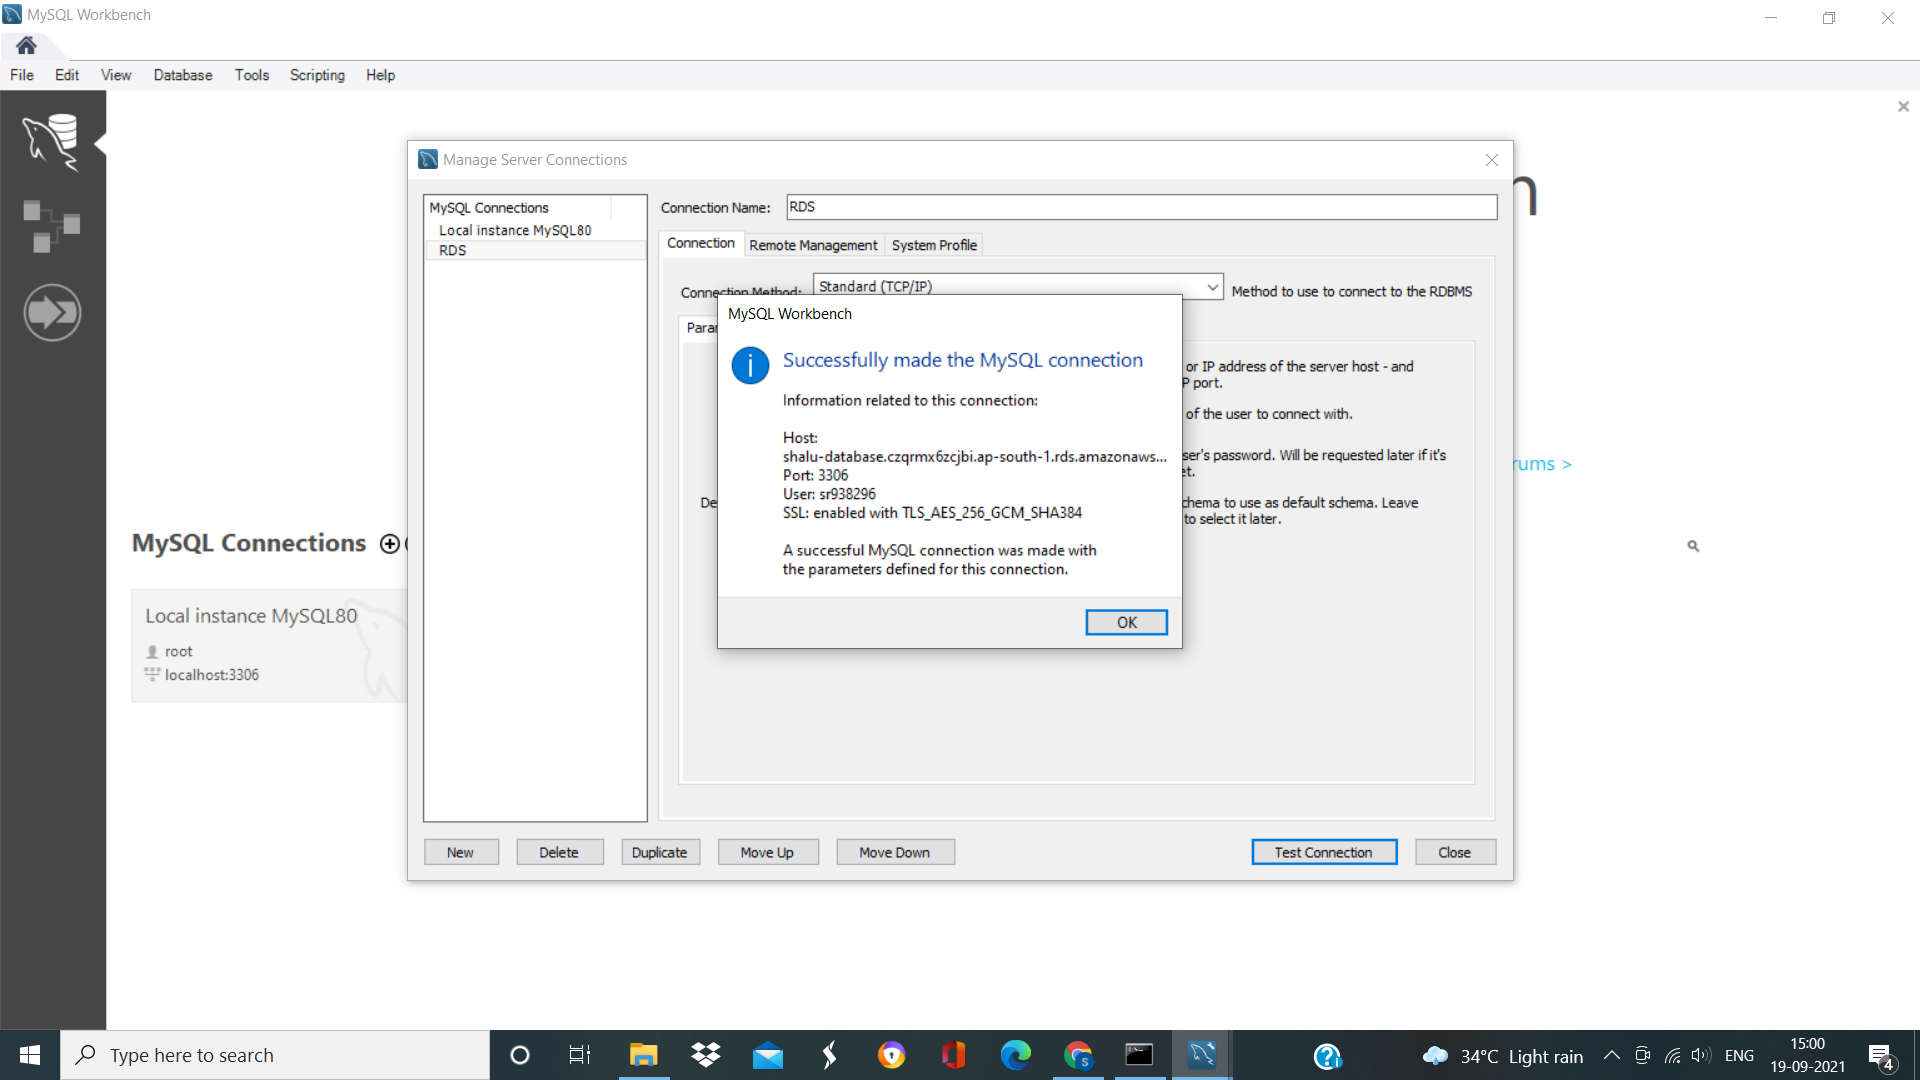 MySQL Workbench
File Edit View Database Tools Scripting Help
Manage Server Connections
MySQL Connections
Local instance MySQL80
RDS
Connection Name: RDS
Connection Remote Management System Profile
Connection Method: Standard (TCP/IP) Method to use to connect to the RDBMS
MySQL Workbench
Successfully made the MySQL connection
Information related to this connection:
Host:
shalu-database.czqrmx6zcjbi.ap-south-1.rds.amazonaws...
Port: 3306
User: sr938296
SSL: enabled with TLS_AES_256_GCM_SHA384
A successful MySQL connection was made with
the parameters defined for this connection.
OK
or IP address of the server host - and
P port.
of the user to connect with.
ser's password. Will be requested later if it's
et.
chema to use as default schema. Leave
to select it later.
rums >
MySQL Connections
Local instance MySQL80
root
localhost:3306
New Delete Duplicate Move Up Move Down Test Connection Close
Type here to search
34°C Light rain ENG
15:00
19-09-2021
4